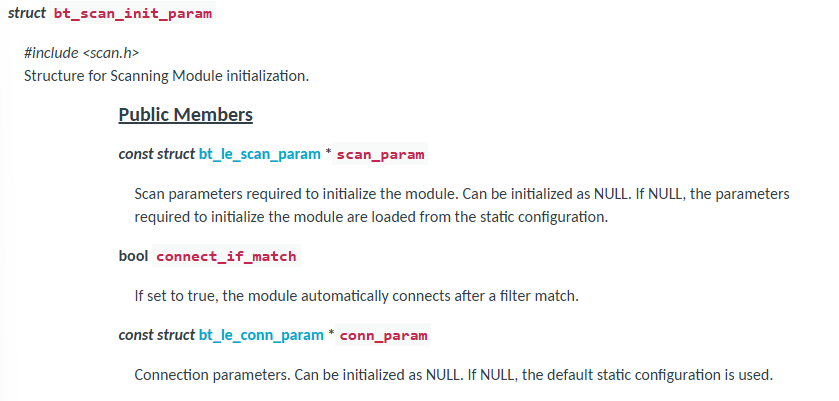 struct bt_scan_init_param
#include <scan.h>
Structure for Scanning Module initialization.
Public Members
const struct bt_le_scan_param * scan_param
Scan parameters required to initialize the module. Can be initialized as NULL. If NULL, the parameters
required to initialize the module are loaded from the static configuration.
bool connect_if_match
If set to true, the module automatically connects after a filter match.
const struct bt_le_conn_param * conn_param
Connection parameters. Can be initialized as NULL. If NULL, the default static configuration is used.